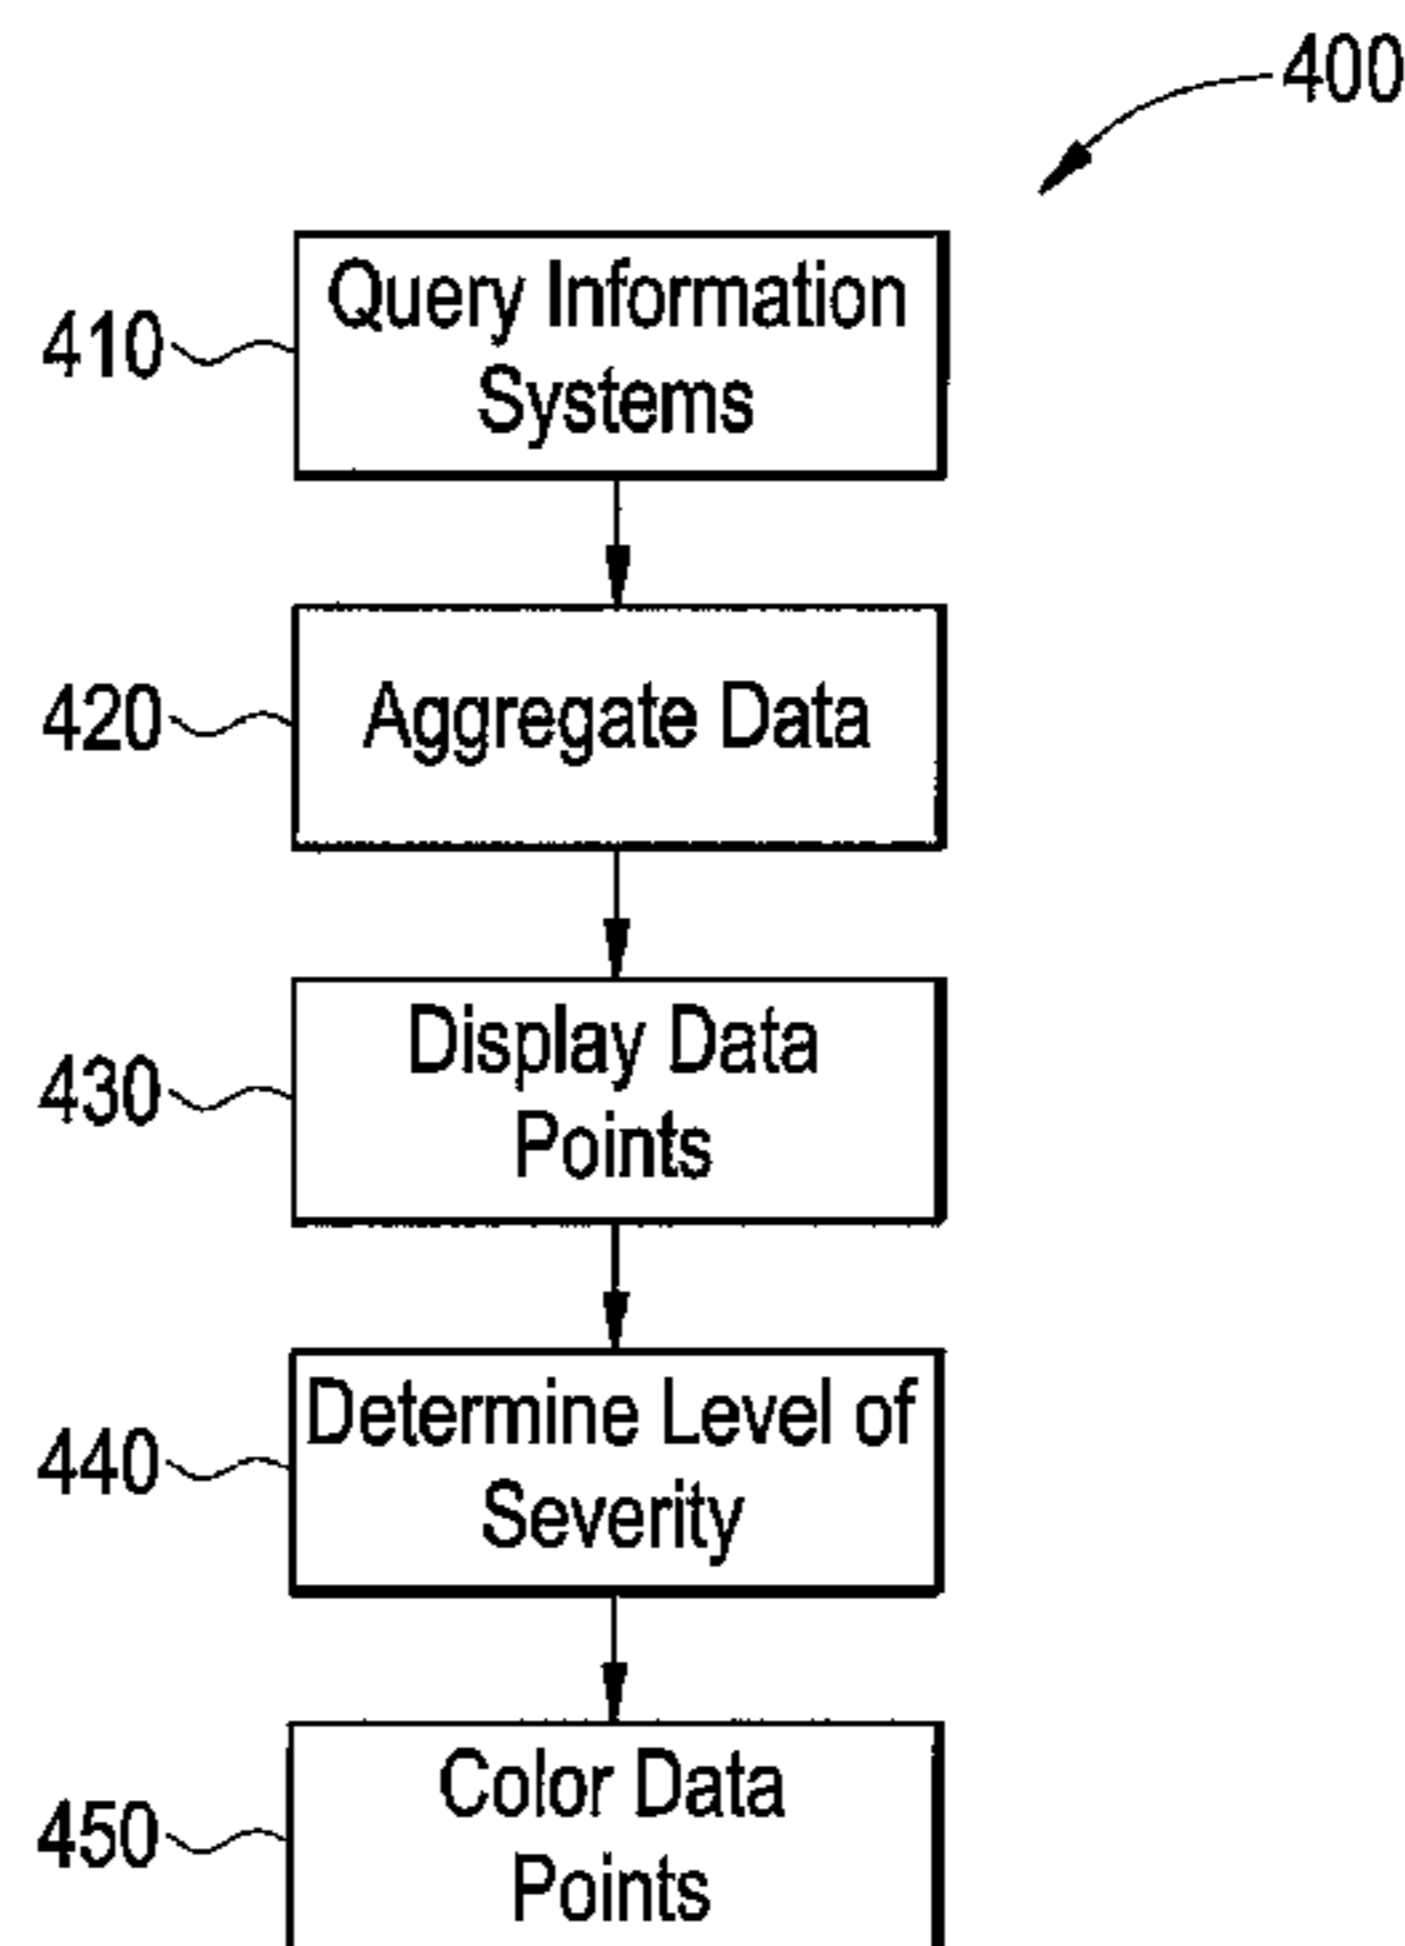 400
410
Query Information
Systems
420
Aggregate Data
430
Display Data
Points
440
Determine Level of
Severity
450
Color Data
Points